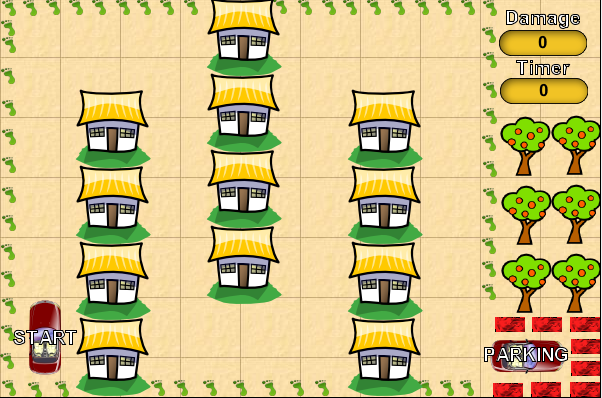 Damage
0
Timer
0
START
PARKING